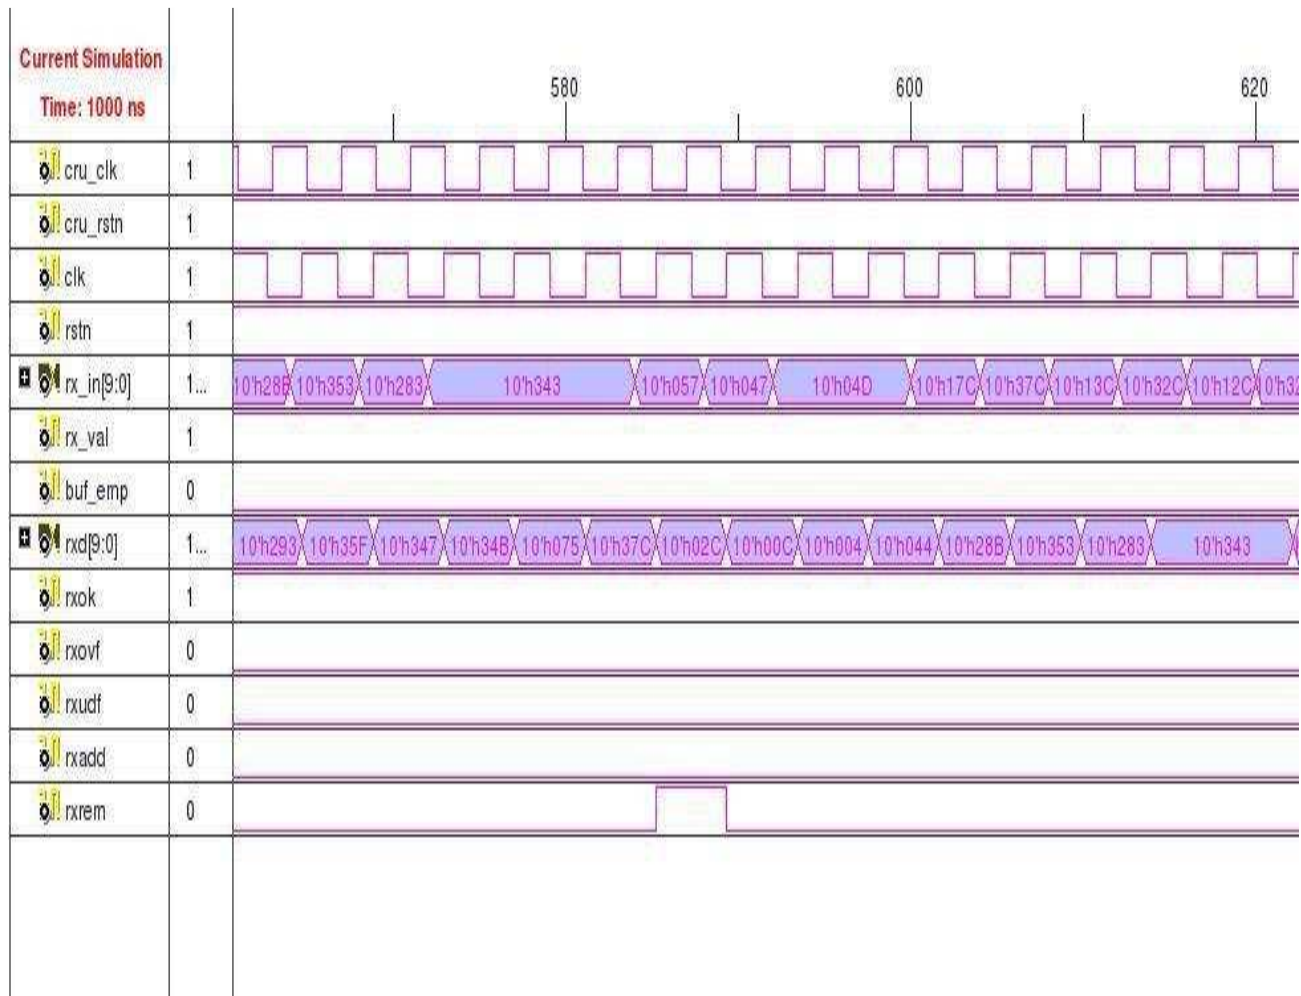 Current Simulation
Time: 1000 ns
580 600 620
cru_clk 1
cru_rstn 1
clk 1
rstn 1
rx_in[9:0] 1... 10'h28B 10'h353 10'h283 10'h343 10'h057 10'h047 10'h04D 10'h17C 10'h37C 10'h13C 10'h32C 10'h12C 0'h32
rx_val 1
buf_emp 0
rxd[9:0] 1... 10'h293 10'h35F 10'h347 10'h34B 10'h075 10'h37C 10'h02C 10'h00C 10'h004 10'h044 10'h28B 10'h353 10'h283 10'h343
rxok 1
rxovf 0
rxudf 0
rxadd 0
rxrem 0